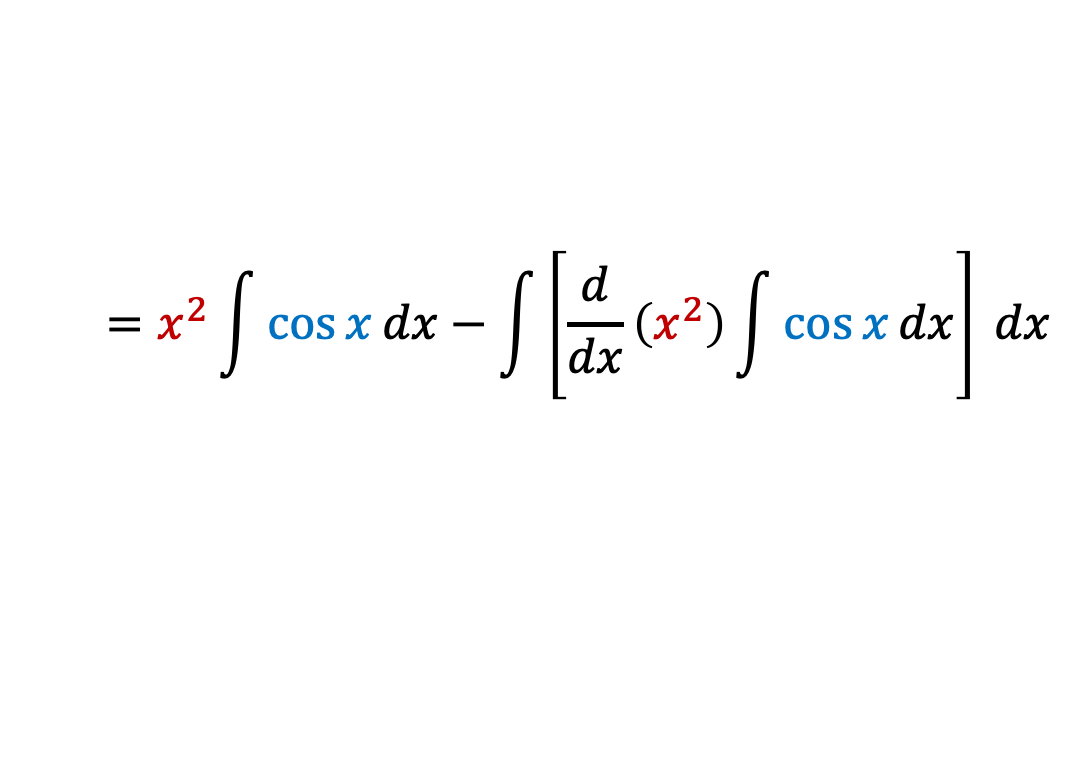 = x² ∫ cos x dx − ∫ [ d/dx (x²) ∫ cos x dx ] dx